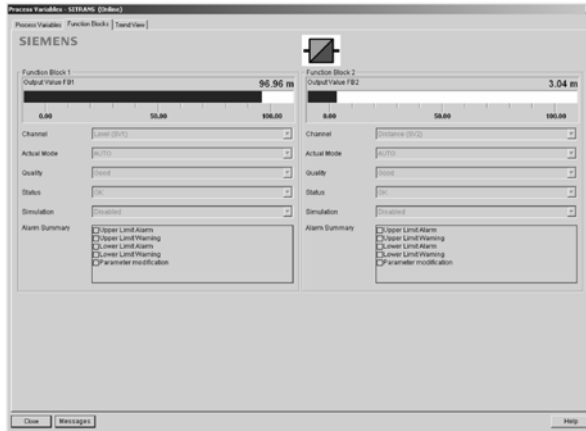 Process Variables - SITRANS (Online)
Process Variables Function Blocks Trend View
SIEMENS
Function Block 1
Output Value FB1 96.96 m
0.00 50.00 100.00
Channel Level (SV1)
Actual Mode AUTO
Quality Good
Status OK
Simulation Disabled
Alarm Summary
Upper Limit Alarm
Upper Limit Warning
Lower Limit Alarm
Lower Limit Warning
Parameter modification
Function Block 2
Output Value FB2 3.04 m
0.00 50.00 100.00
Channel Distance (SV2)
Actual Mode AUTO
Quality Good
Status OK
Simulation Disabled
Alarm Summary
Upper Limit Alarm
Upper Limit Warning
Lower Limit Alarm
Lower Limit Warning
Parameter modification
Close Messages Help